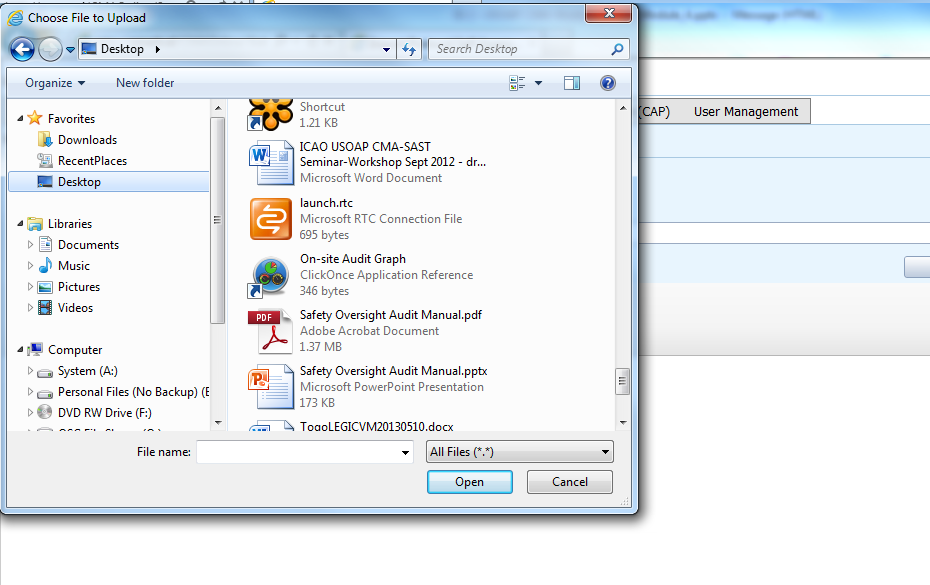 Choose File to Upload
Desktop
Search Desktop
Organize
New folder
(CAP)
User Management
Favorites
Downloads
RecentPlaces
Desktop
Libraries
Documents
Music
Pictures
Videos
Computer
System (A:)
Personal Files (No Backup) (E
DVD RW Drive (F:)
Shortcut
1.21 KB
ICAO USOAP CMA-SAST
Seminar-Workshop Sept 2012 - dr...
Microsoft Word Document
launch.rtc
Microsoft RTC Connection File
695 bytes
On-site Audit Graph
ClickOnce Application Reference
346 bytes
PDF
Safety Oversight Audit Manual.pdf
Adobe Acrobat Document
1.37 MB
Safety Oversight Audit Manual.pptx
Microsoft PowerPoint Presentation
173 KB
TogoLEGICVM20130510.docx
File name:
All Files (*.*)
Open
Cancel